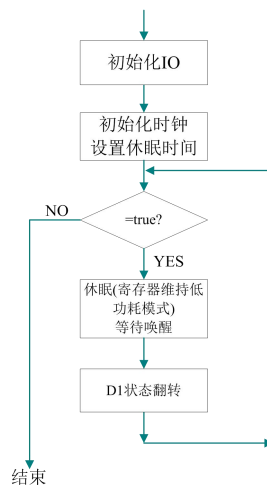 初始化IO
初始化时钟
设置休眠时间
NO
=true?
YES
休眠(寄存器维持低
功耗模式)
等待唤醒
D1状态翻转
结束